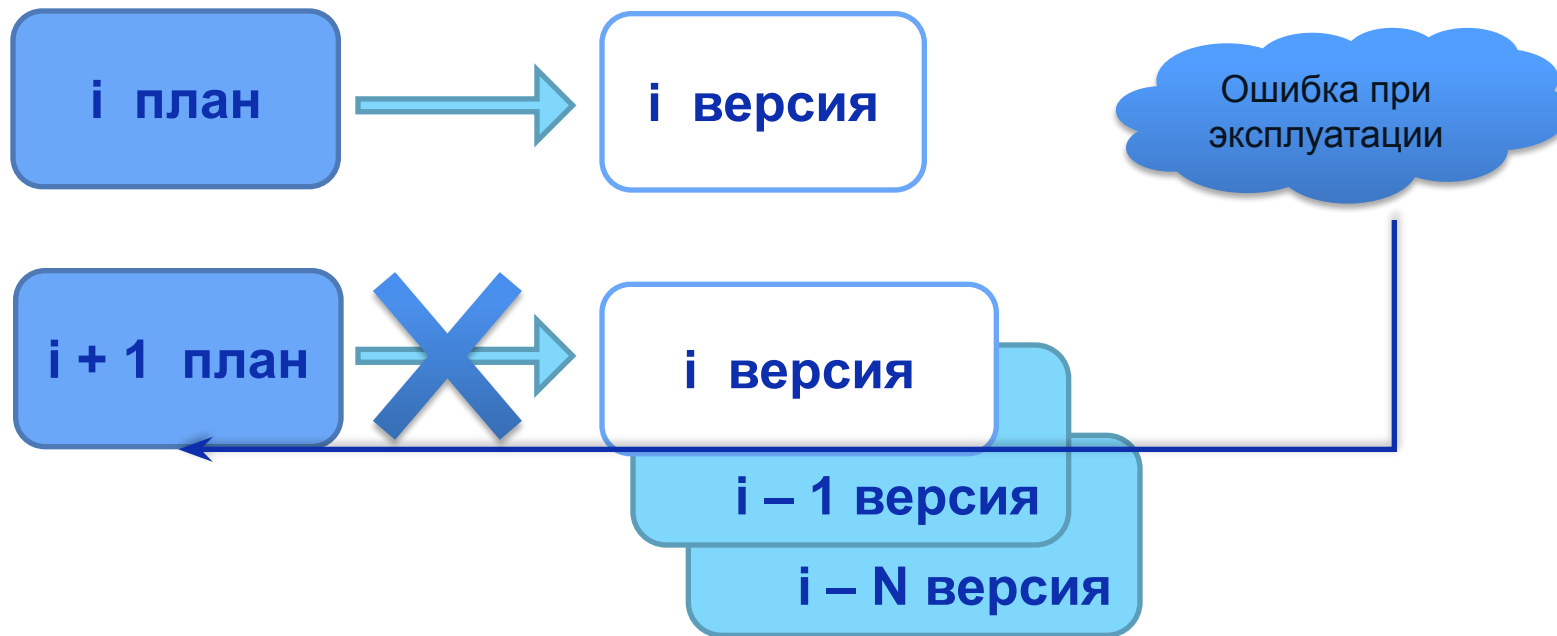 i план
i версия
Ошибка при
эксплуатации
i + 1 план
i версия
i – 1 версия
i – N версия